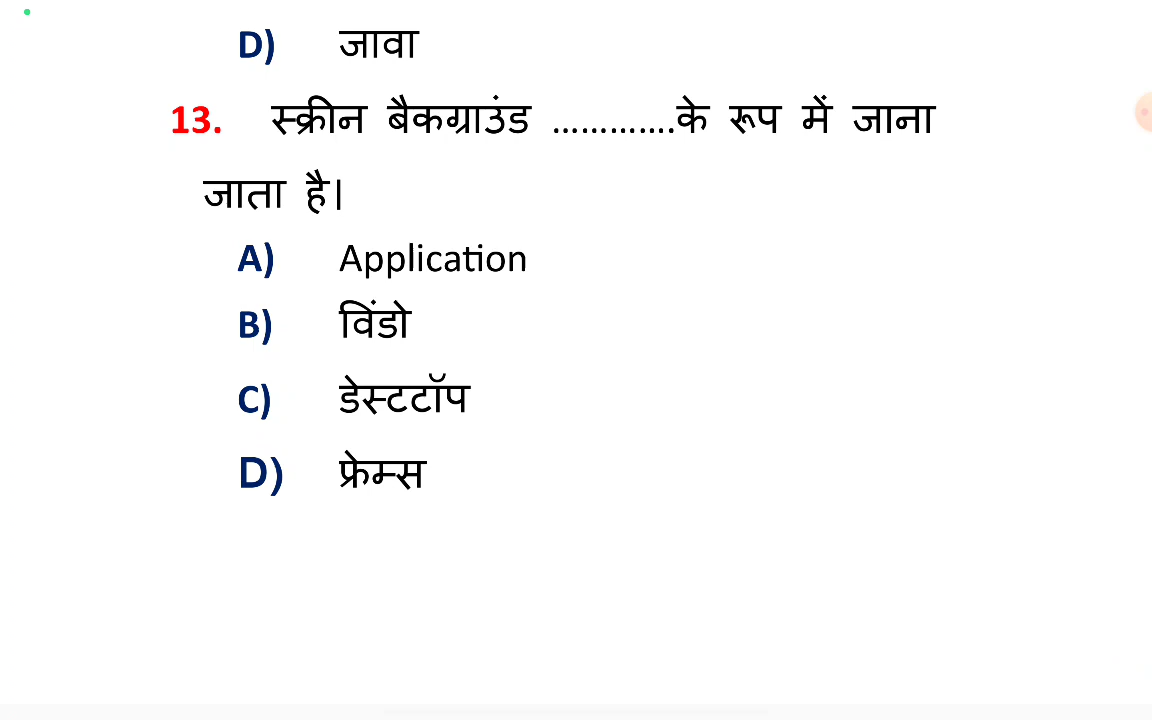 D) जावा
13. स्क्रीन बैकग्राउंड .............के रूप में जाना
जाता है।
A) Application
B) विंडो
C) डेस्टटॉप
D) फ्रेम्स